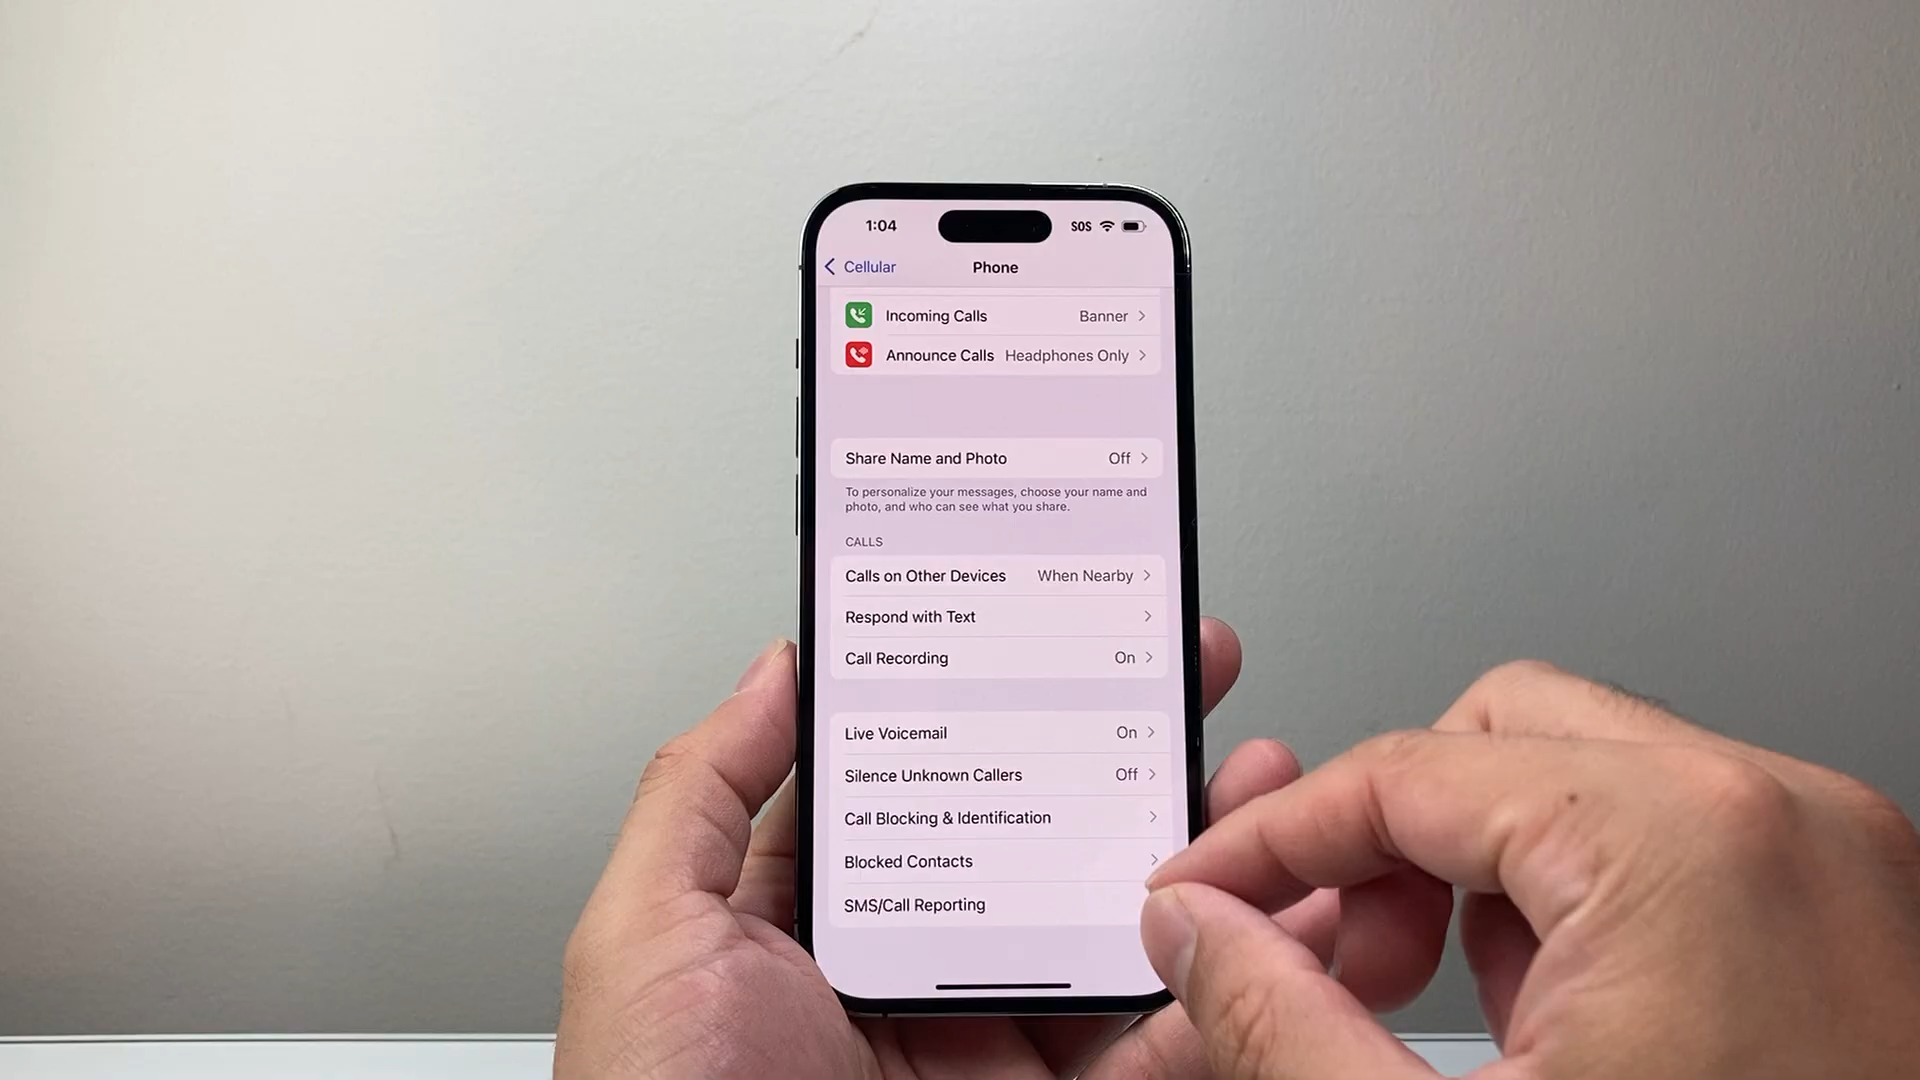 1:04
SOS
Cellular
Phone
Incoming Calls Banner
Announce Calls Headphones Only
Share Name and Photo Off
To personalize your messages, choose your name and
photo, and who can see what you share.
CALLS
Calls on Other Devices When Nearby
Respond with Text
Call Recording On
Live Voicemail On
Silence Unknown Callers Off
Call Blocking & Identification
Blocked Contacts
SMS/Call Reporting